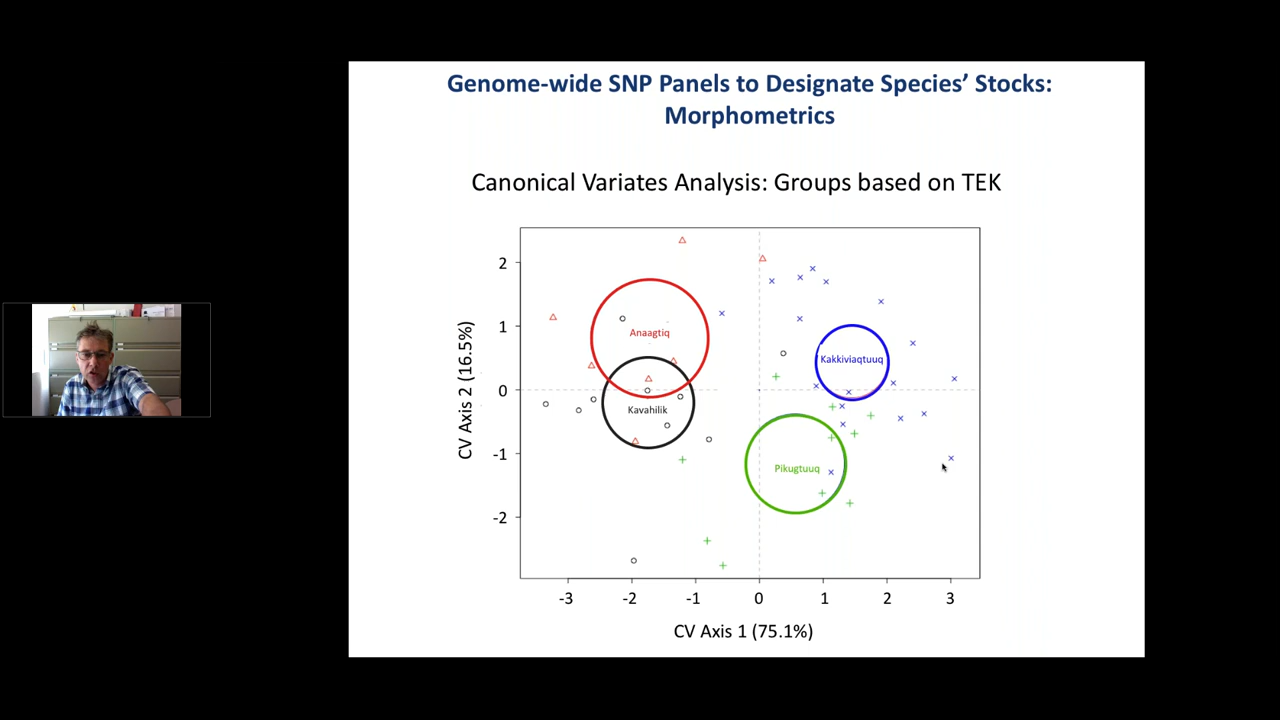 Genome-wide SNP Panels to Designate Species’ Stocks:
Morphometrics
Canonical Variates Analysis: Groups based on TEK
CV Axis 2 (16.5%)
2
1
0
-1
-2
Anaagtiq
Kavahilik
Kakkiviaqtuuq
Pikugtuuq
-3
-2
-1
0
1
2
3
CV Axis 1 (75.1%)